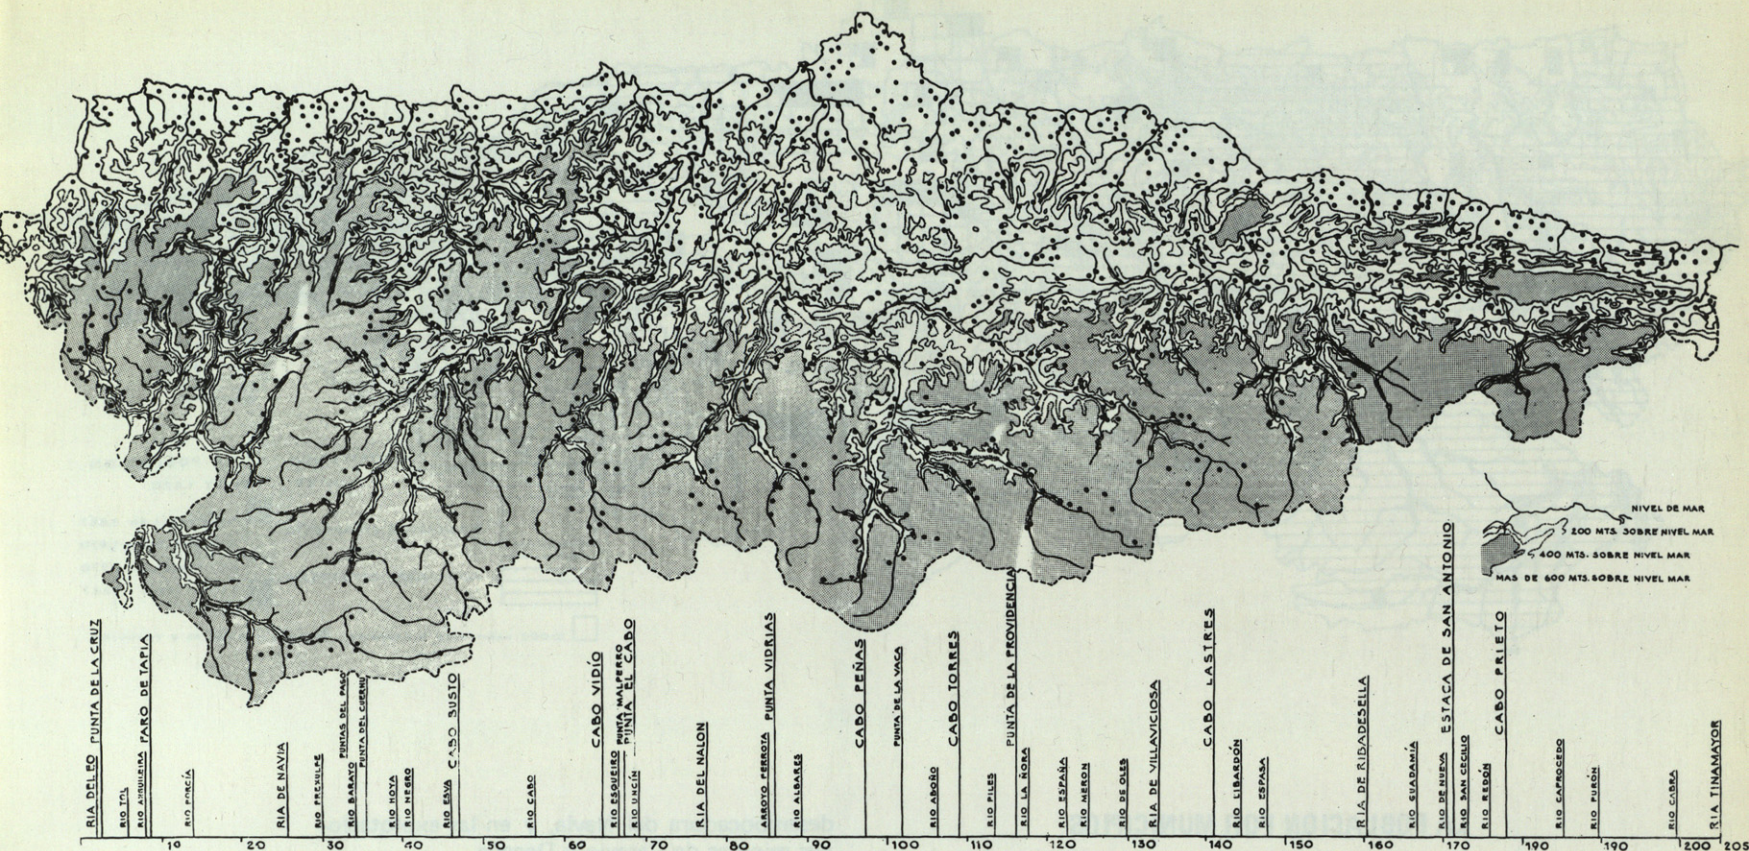 NIVEL DE MAR
200 MTS. SOBRE NIVEL MAR
400 MTS. SOBRE NIVEL MAR
MAS DE 600 MTS. SOBRE NIVEL MAR
RIA DEL EO
PUNTA DE LA CRUZ
RIO TOL
RIO ANGUILEIRA
FARO DE TAPIA
RIO PORCÍA
RIA DE NAVIA
RIO FREXULFE
PUNTAS DEL PASO
RIO BARAYO
PUNTA DEL CUERNO
RIO MOYA
RIO NEGRO
RIO ESVA
CABO BUSTO
RIO CABO
CABO VIDÍO
RIO ESQUEIRO
PUNTA MALPERRO
PUNTA EL CABO
RIO UNCÍN
RIA DEL NALON
ARROYO PERROTA
PUNTA VIDRIAS
RIO ALBARES
CABO PEÑAS
PUNTA DE LA VACA
RIO ABOÑO
CABO TORRES
RIO PILES
PUNTA DE LA PROVIDENCIA
RIO LA ÑORA
RIO ESPAÑA
RIO MERON
RIO DE OLES
RIA DE VILAVICIOSA
CABO LASTRES
RIO LIBARDÓN
RIO ESPASA
RIA DE RIBADESELLA
RIO GUADAMÍA
RIO DE NUEVA
ESTACA DE SAN ANTONIO
RIO SAN CECILIO
RIO BEDÓN
CABO PRIETO
RIO CAPROCEDO
RIO PURÓN
RIO CABRA
RIA TINAMAYOR
10 20 30 40 50 60 70 80 90 100 110 120 130 140 150 160 170 190 190 200 205